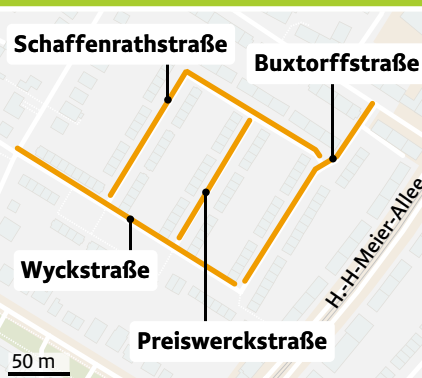 Schaffenrathstraße
Buxtorffstraße
H.-H-Meier-Allee
Wyckstraße
Preiswerckstraße
50 m